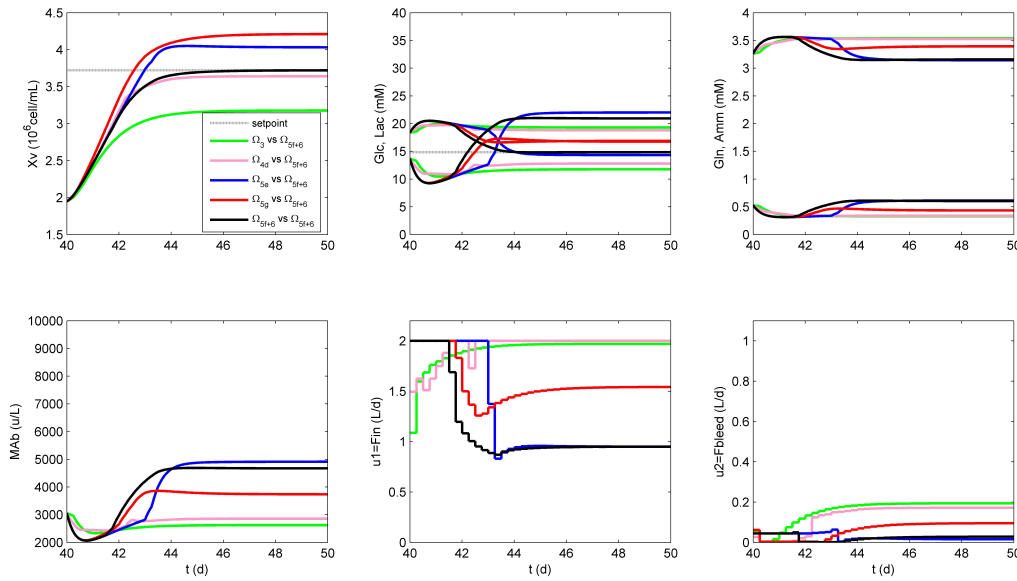 4.5
4
3.5
3
2.5
2
1.5
Xv (10⁶cell/mL)
40 42 44 46 48 50
setpoint
Ω₃ vs Ω₅f+6
Ω₄d vs Ω₅f+6
Ω₅e vs Ω₅f+6
Ω₅g vs Ω₅f+6
Ω₅f+6 vs Ω₅f+6
40
35
30
25
20
15
10
5
0
Glc, Lac (mM)
40 42 44 46 48 50
4
3.5
3
2.5
2
1.5
1
0.5
0
Gln, Amm (mM)
40 42 44 46 48 50
10000
9000
8000
7000
6000
5000
4000
3000
2000
MAb (u/L)
40 42 44 46 48 50
t (d)
2
1.5
1
0.5
0
u1=Fin (L/d)
40 42 44 46 48 50
t (d)
1
0.8
0.6
0.4
0.2
0
u2=Fbleed (L/d)
40 42 44 46 48 50
t (d)